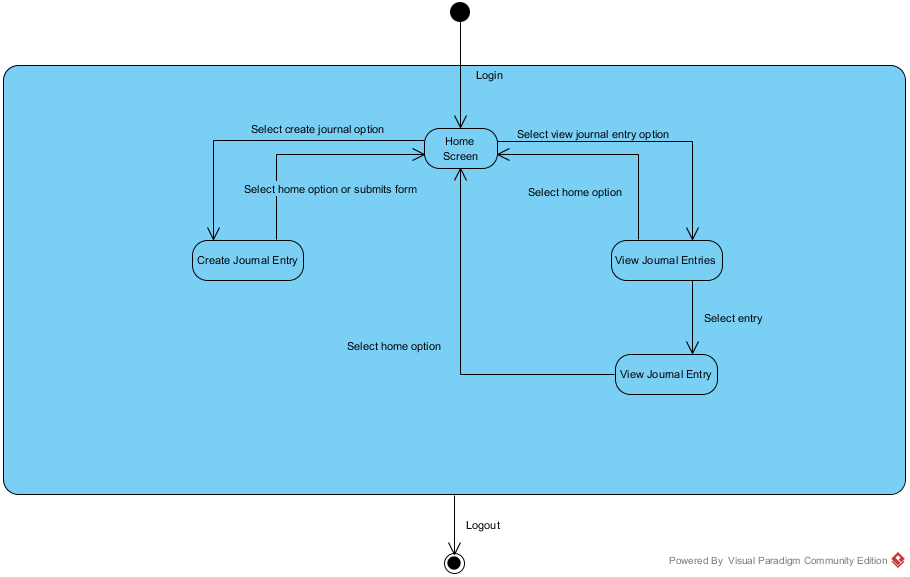 Login
Select create journal option
Home
Screen
Select view journal entry option
Select home option or submits form
Select home option
Create Journal Entry
View Journal Entries
Select entry
Select home option
View Journal Entry
Logout
Powered By Visual Paradigm Community Edition